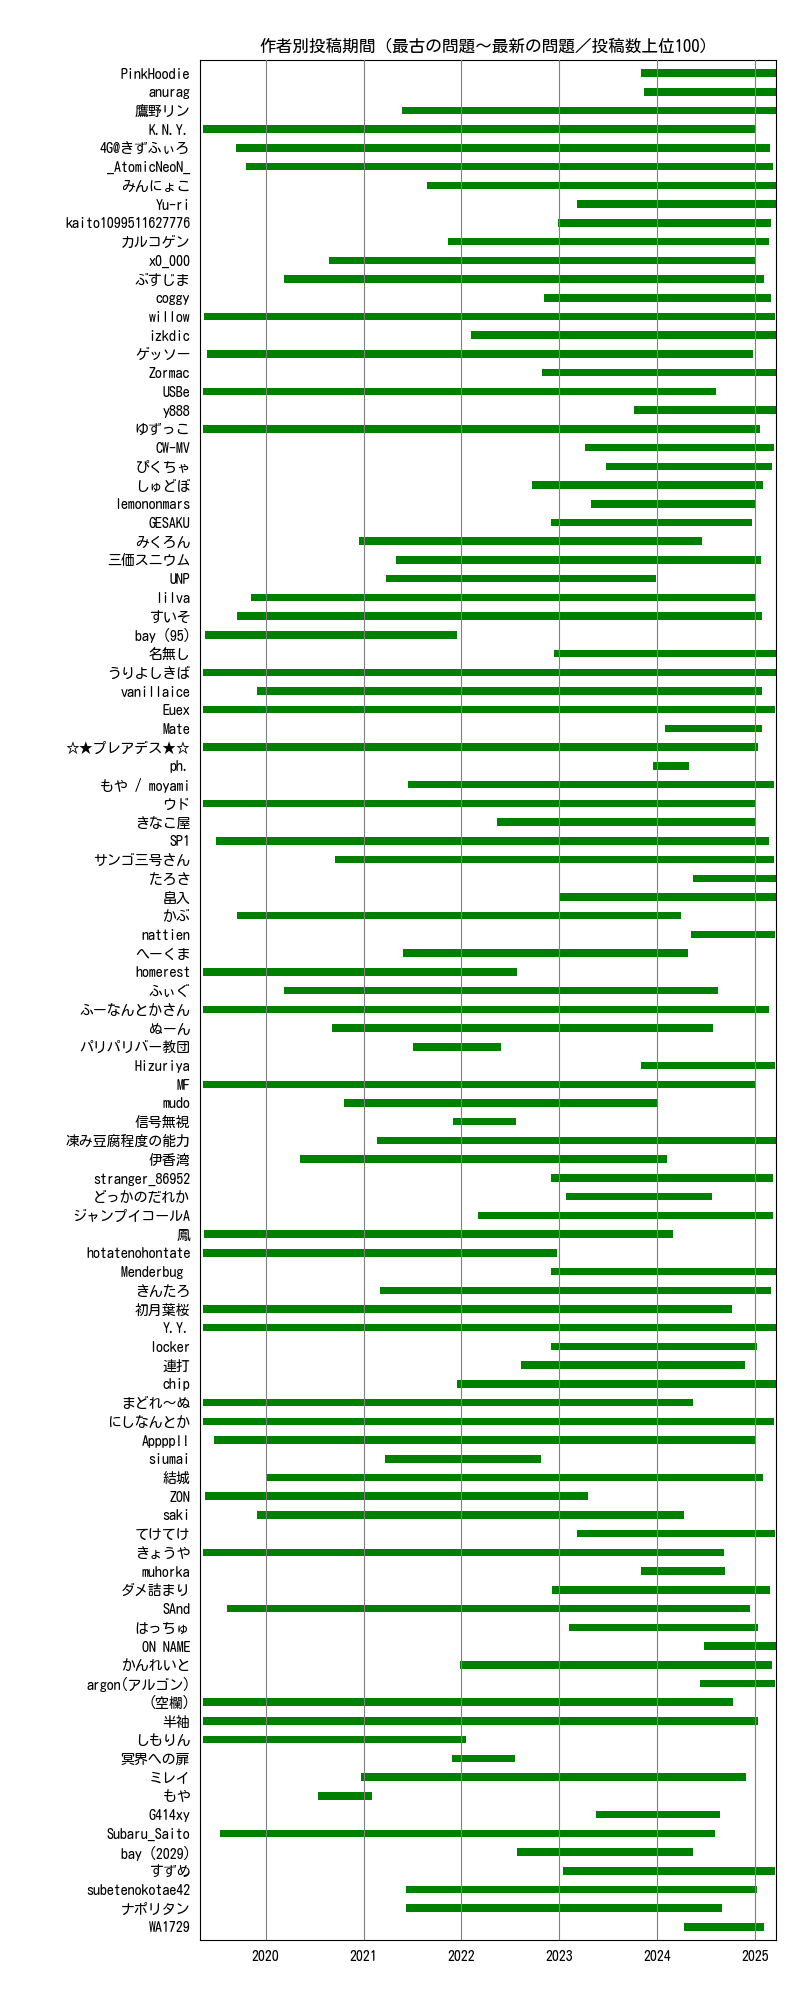 作者別投稿期間（最古の問題～最新の問題／投稿数上位100）
PinkHoodie
anurag
鷹野リン
K.N.Y.
4G@きずふぃろ
_AtomicNeoN_
みんにょこ
Yu-ri
kaito1099511627776
カルコゲン
x0_000
ぶすじま
coggy
willow
izkdic
ゲッソー
Zormac
USBe
y888
ゆずっこ
CW-MV
ぴくちゃ
しゅどぼ
lemononmars
GESAKU
みくろん
三価スニウム
UNP
lilva
すいそ
bay (95)
名無し
うりよしきば
vanillaice
Euex
Mate
☆★プレアデス★☆
ph.
もや / moyami
ウド
きなこ屋
SP1
サンゴ三号さん
たろさ
畠入
かぶ
nattien
へーくま
homerest
ふぃぐ
ふーなんとかさん
ぬーん
パリパリバー教団
Hizuriya
MF
mudo
信号無視
凍み豆腐程度の能力
伊香湾
stranger_86952
どっかのだれか
ジャンプイコールA
鳳
hotatenohontate
Menderbug
きんたろ
初月葉桜
Y.Y.
locker
連打
chip
まどれ～ぬ
にしなんとか
Appppll
siumai
結城
ZON
saki
てけてけ
きょうや
muhorka
ダメ詰まり
SAnd
はっちゅ
ON NAME
かんれいと
argon(アルゴン)
(空欄)
半袖
しもりん
冥界への扉
ミレイ
もや
G414xy
Subaru_Saito
bay (2029)
すずめ
subetenokotae42
ナポリタン
WA1729
2020 2021 2022 2023 2024 2025